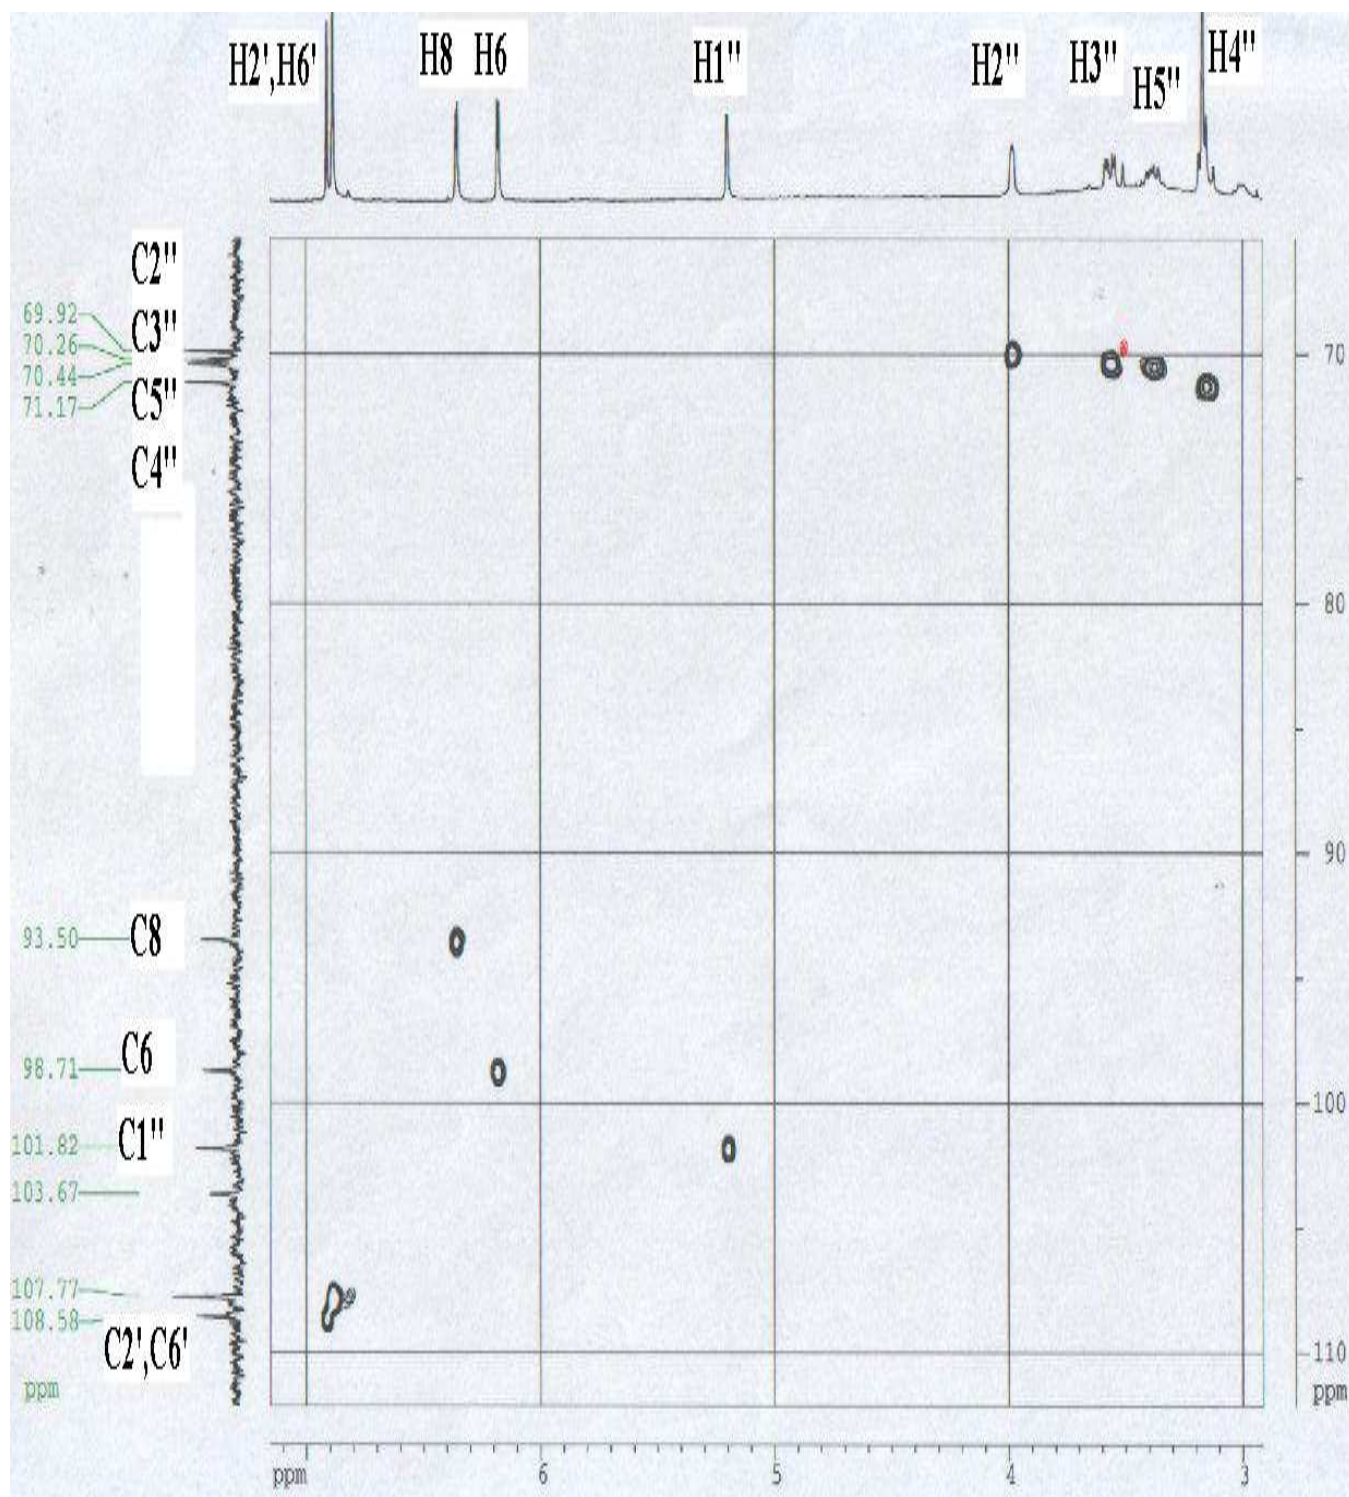 H2',H6'
H8
H6
H1"
H2"
H3"
H5"
H4"
C2"
69.92
C3"
70.26
70.44
C5"
71.17
C4"
70
80
90
93.50
C8
98.71
C6
100
101.82
C1"
103.67
107.77
108.58
C2',C6'
110
ppm
ppm
ppm
6
5
4
3